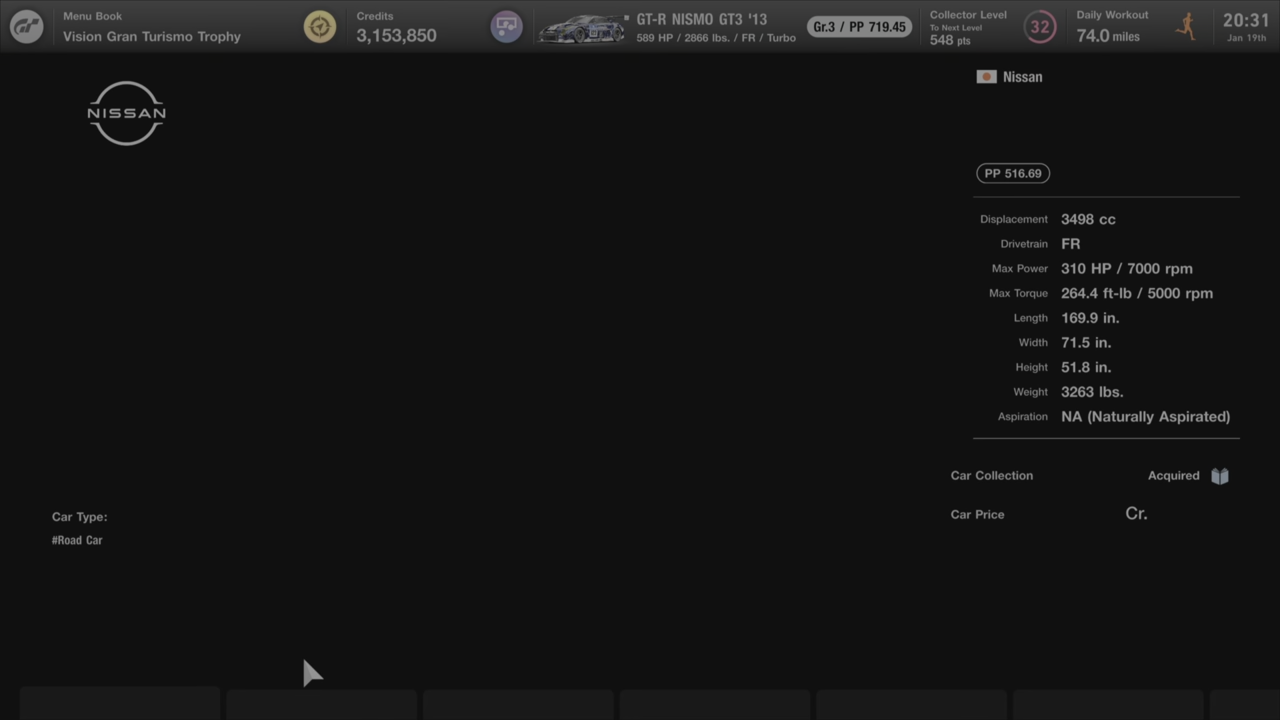 Menu Book
Vision Gran Turismo Trophy
Credits
3,153,850
GT-R NISMO GT3 '13
589 HP / 2866 lbs. / FR / Turbo
Gr.3 / PP 719.45
Collector Level
To Next Level
548 pts
32
Daily Workout
74.0 miles
20:31
Jan 19th
NISSAN
Nissan
PP 516.69
Displacement 3498 cc
Drivetrain FR
Max Power 310 HP / 7000 rpm
Max Torque 264.4 ft-lb / 5000 rpm
Length 169.9 in.
Width 71.5 in.
Height 51.8 in.
Weight 3263 lbs.
Aspiration NA (Naturally Aspirated)
Car Collection Acquired
Car Price Cr.
Car Type:
#Road Car